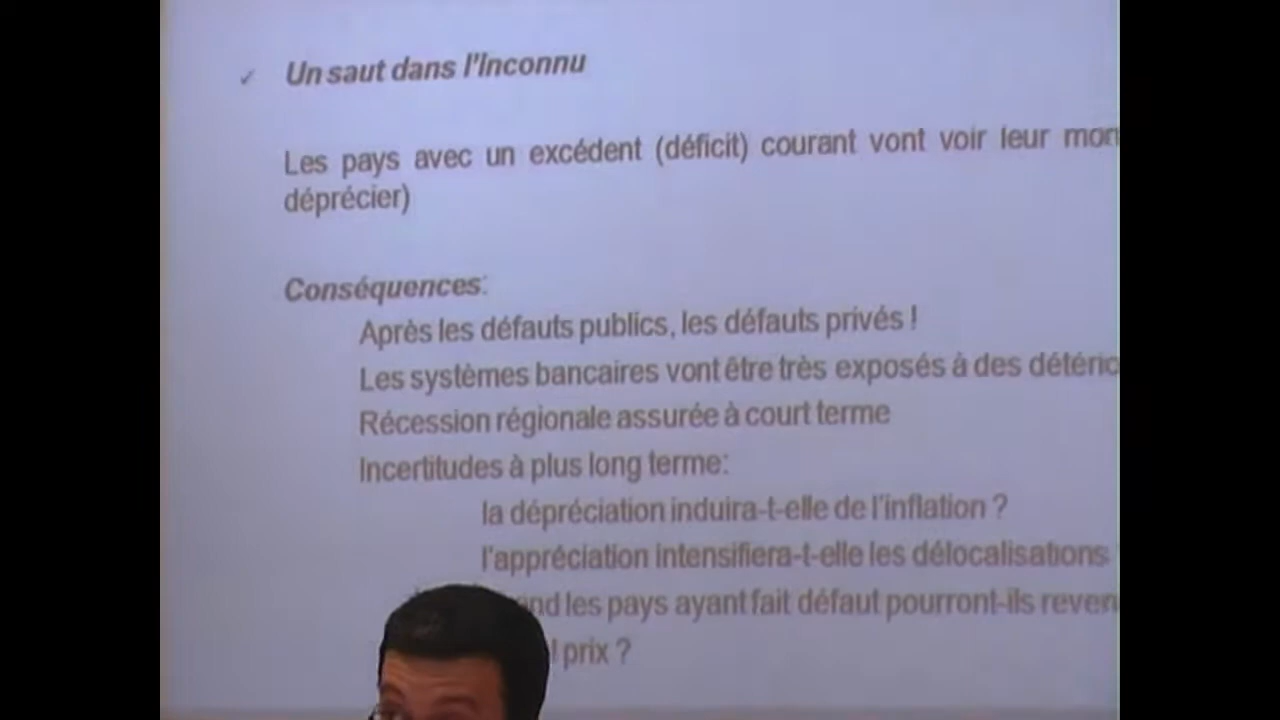 ✓ Un saut dans l'Inconnu
Les pays avec un excédent (déficit) courant vont voir leur mon
déprécier)
Conséquences:
Après les défauts publics, les défauts privés !
Les systèmes bancaires vont être très exposés à des détério
Récession régionale assurée à court terme
Incertitudes à plus long terme:
la dépréciation induira-t-elle de l'inflation ?
l'appréciation intensifiera-t-elle les délocalisations
nd les pays ayant fait défaut pourront-ils reven
prix ?